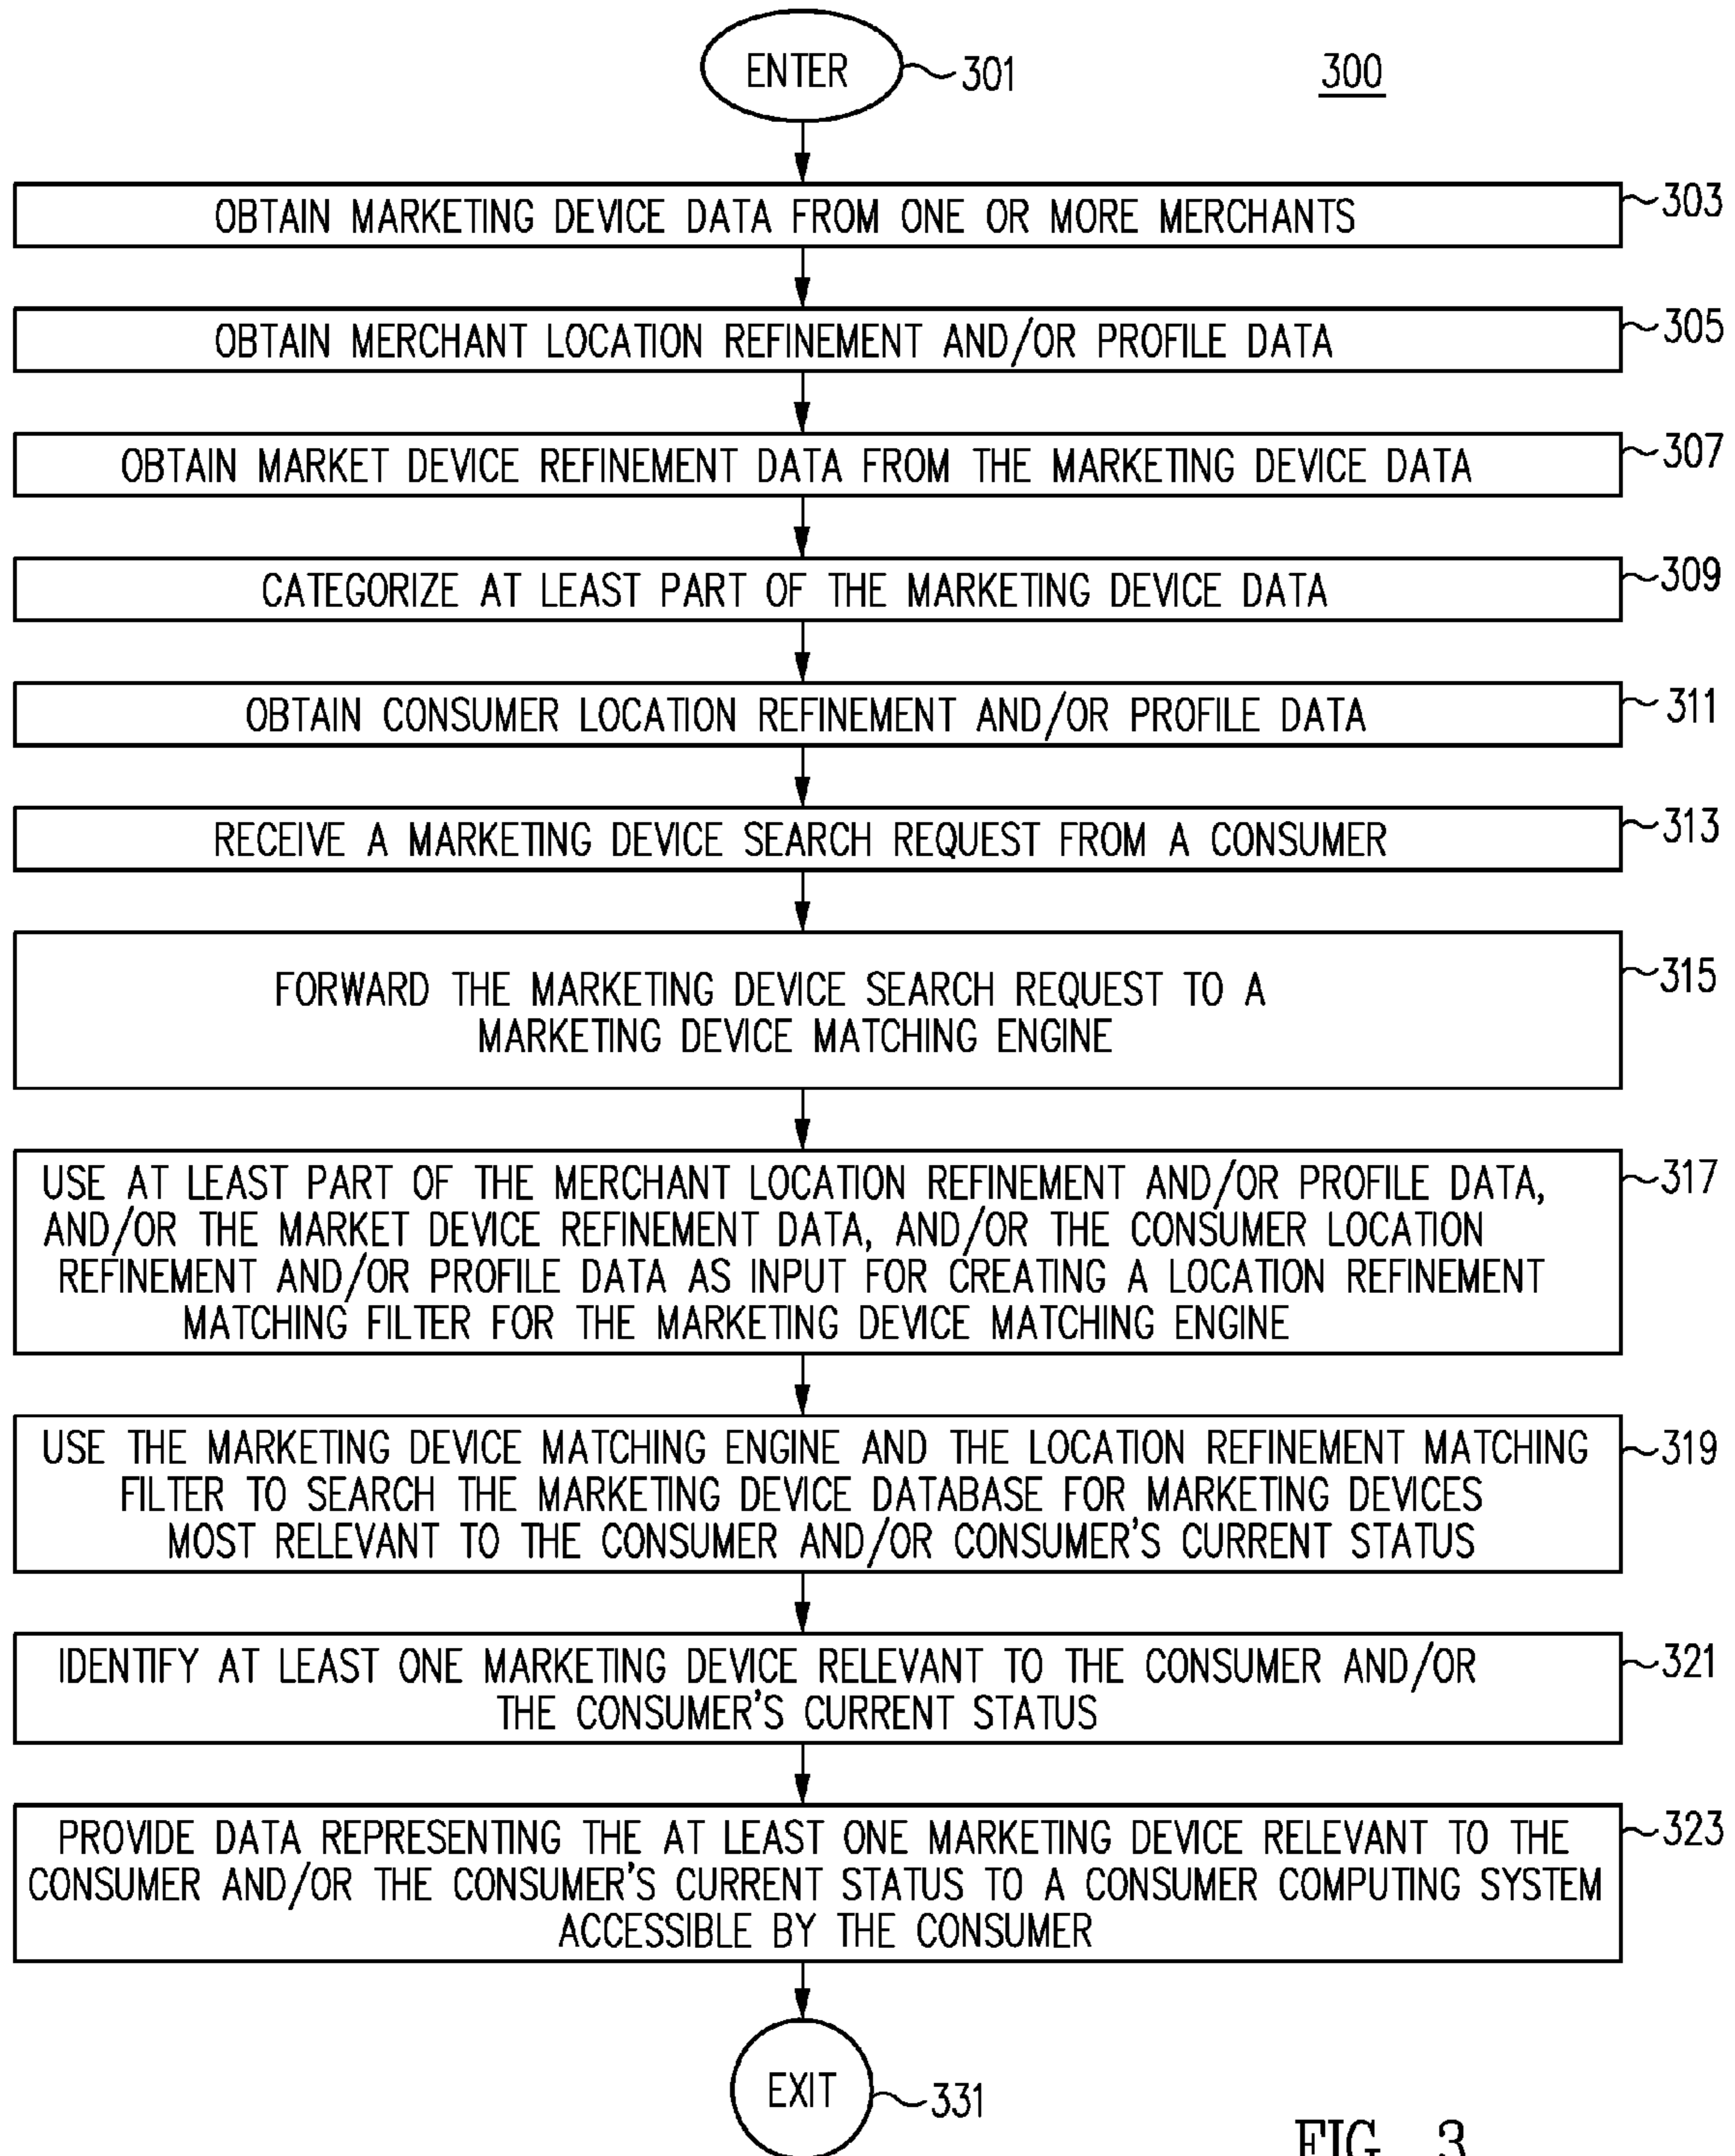 ENTER
301
300
OBTAIN MARKETING DEVICE DATA FROM ONE OR MORE MERCHANTS
303
OBTAIN MERCHANT LOCATION REFINEMENT AND/OR PROFILE DATA
305
OBTAIN MARKET DEVICE REFINEMENT DATA FROM THE MARKETING DEVICE DATA
307
CATEGORIZE AT LEAST PART OF THE MARKETING DEVICE DATA
309
OBTAIN CONSUMER LOCATION REFINEMENT AND/OR PROFILE DATA
311
RECEIVE A MARKETING DEVICE SEARCH REQUEST FROM A CONSUMER
313
FORWARD THE MARKETING DEVICE SEARCH REQUEST TO A
MARKETING DEVICE MATCHING ENGINE
315
USE AT LEAST PART OF THE MERCHANT LOCATION REFINEMENT AND/OR PROFILE DATA,
AND/OR THE MARKET DEVICE REFINEMENT DATA, AND/OR THE CONSUMER LOCATION
REFINEMENT AND/OR PROFILE DATA AS INPUT FOR CREATING A LOCATION REFINEMENT
MATCHING FILTER FOR THE MARKETING DEVICE MATCHING ENGINE
317
USE THE MARKETING DEVICE MATCHING ENGINE AND THE LOCATION REFINEMENT MATCHING
FILTER TO SEARCH THE MARKETING DEVICE DATABASE FOR MARKETING DEVICES
MOST RELEVANT TO THE CONSUMER AND/OR CONSUMER'S CURRENT STATUS
319
IDENTIFY AT LEAST ONE MARKETING DEVICE RELEVANT TO THE CONSUMER AND/OR
THE CONSUMER'S CURRENT STATUS
321
PROVIDE DATA REPRESENTING THE AT LEAST ONE MARKETING DEVICE RELEVANT TO THE
CONSUMER AND/OR THE CONSUMER'S CURRENT STATUS TO A CONSUMER COMPUTING SYSTEM
ACCESSIBLE BY THE CONSUMER
323
EXIT
331
FIG. 3